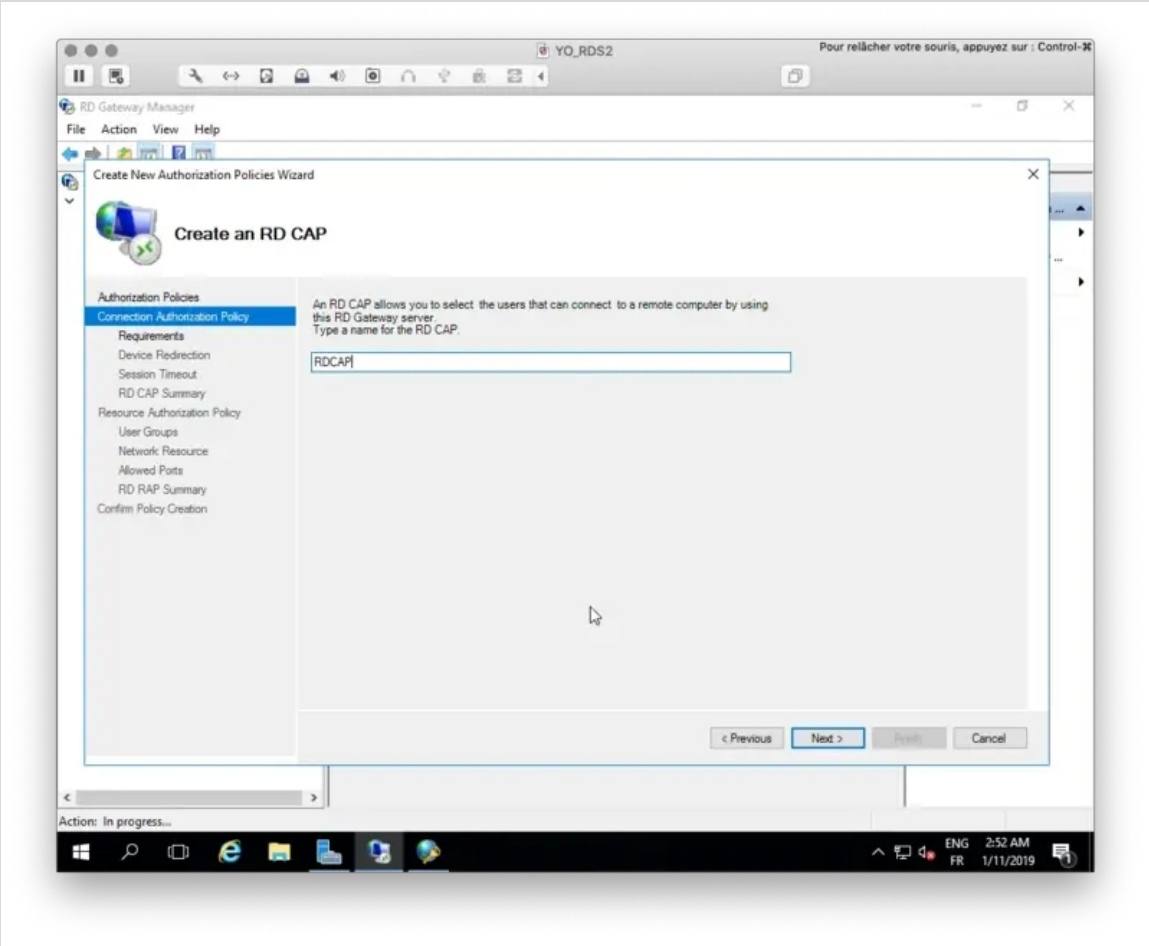 YO_RDS2
Pour relâcher votre souris, appuyez sur : Control-⌘
RD Gateway Manager
File Action View Help
Create New Authorization Policies Wizard
Create an RD CAP
Authorization Policies
Connection Authorization Policy
Requirements
Device Redirection
Session Timeout
RD CAP Summary
Resource Authorization Policy
User Groups
Network Resource
Allowed Ports
RD RAP Summary
Confirm Policy Creation
An RD CAP allows you to select the users that can connect to a remote computer by using
this RD Gateway server.
Type a name for the RD CAP.
RDCAP
< Previous Next > Finish Cancel
Action: In progress...
ENG 2:52 AM
FR 1/11/2019
1